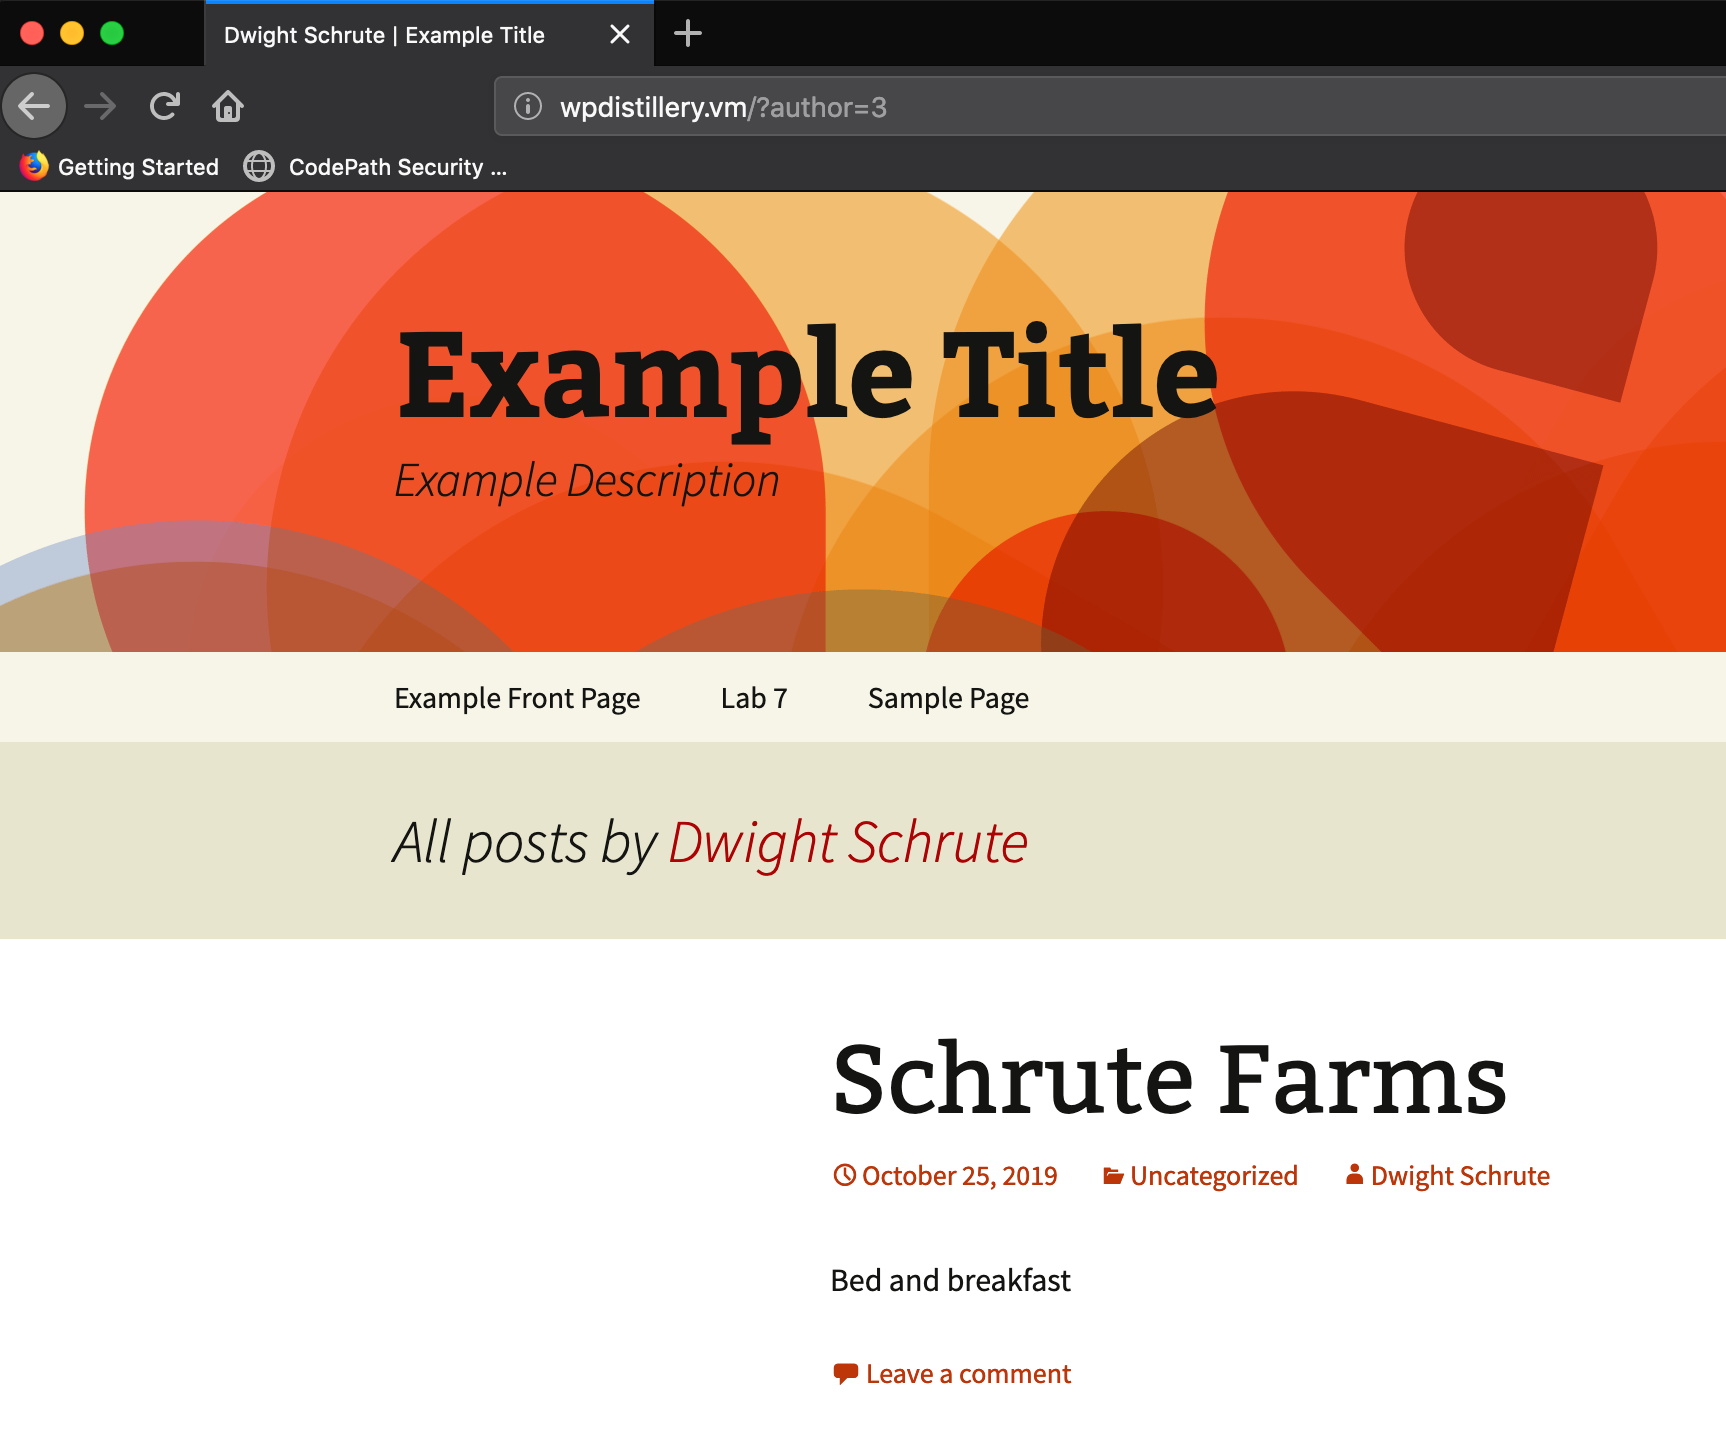 Dwight Schrute | Example Title
wpdistillery.vm/?author=3
Getting Started CodePath Security ...
Example Title
Example Description
Example Front Page Lab 7 Sample Page
All posts by Dwight Schrute
Schrute Farms
October 25, 2019 Uncategorized Dwight Schrute
Bed and breakfast
Leave a comment